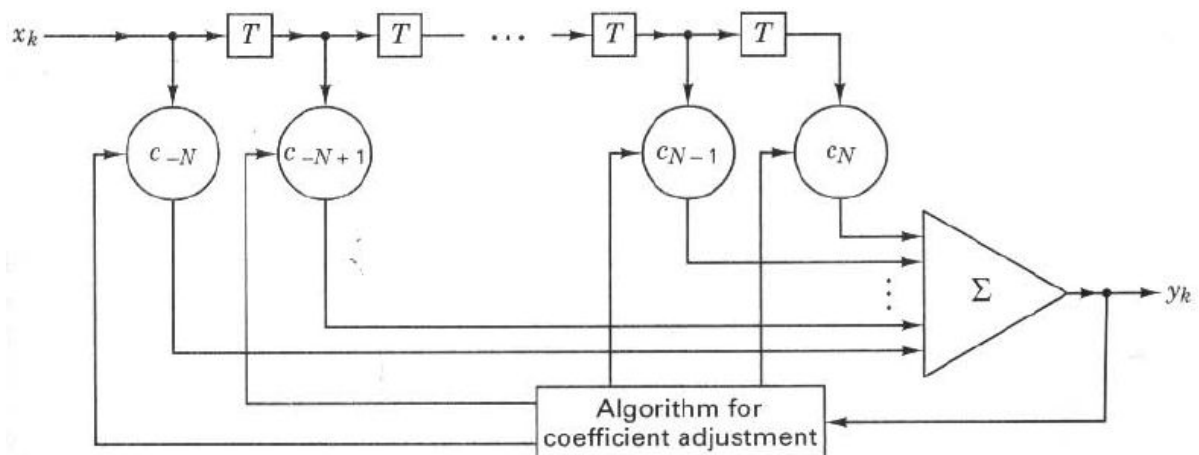 x_k T T ... T T
c_{-N} c_{-N+1} c_{N-1} c_N
Σ
y_k
Algorithm for
coefficient adjustment